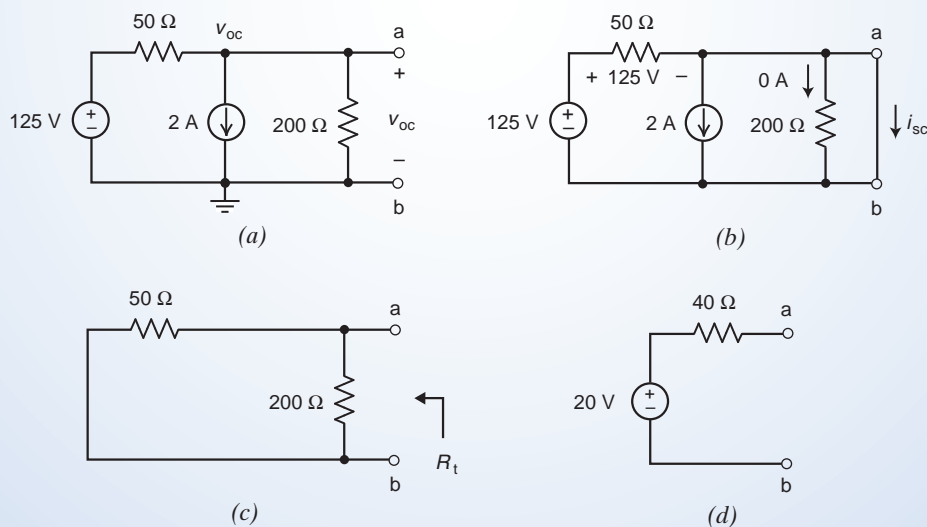 50 Ω
v_oc
a
+
125 V
+
−
2 A
200 Ω
v_oc
−
b
(a)
50 Ω
a
+ 125 V −
0 A
125 V
+
−
2 A
200 Ω
i_sc
b
(b)
50 Ω
a
200 Ω
R_t
b
(c)
40 Ω
a
20 V
+
−
b
(d)